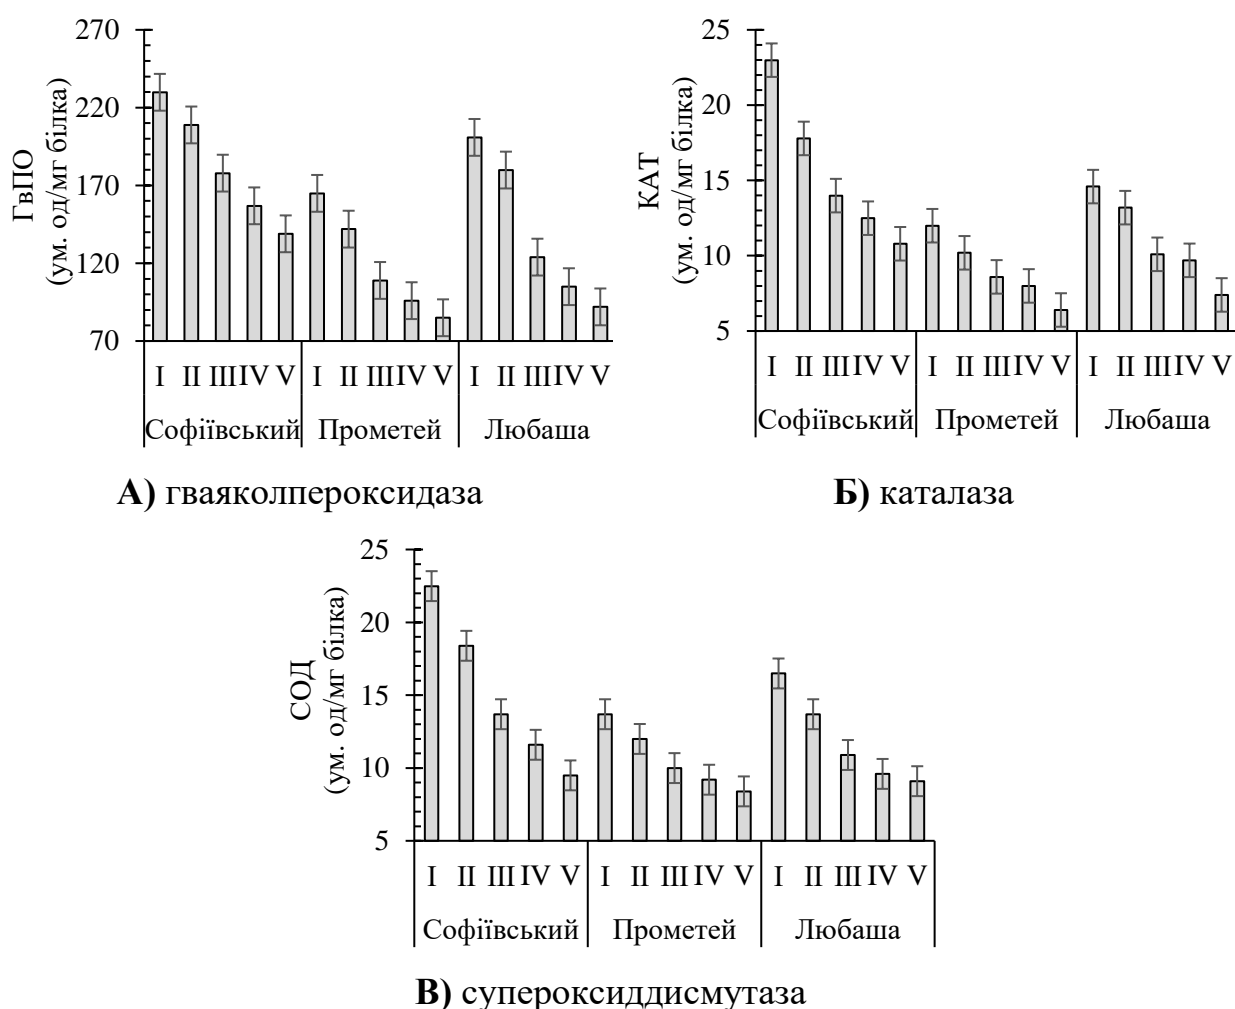 ГвПО
(ум. од/мг білка)
270
220
170
120
70
I II III IV V I II III IV V I II III IV V
Софіївський Прометей Любаша
А) гваяколпероксидаза
КАТ
(ум. од/мг білка)
25
20
15
10
5
I II III IV V I II III IV V I II III IV V
Софіївський Прометей Любаша
Б) каталаза
СОД
(ум. од/мг білка)
25
20
15
10
5
I II III IV V I II III IV V I II III IV V
Софіївський Прометей Любаша
В) супероксиддисмутаза